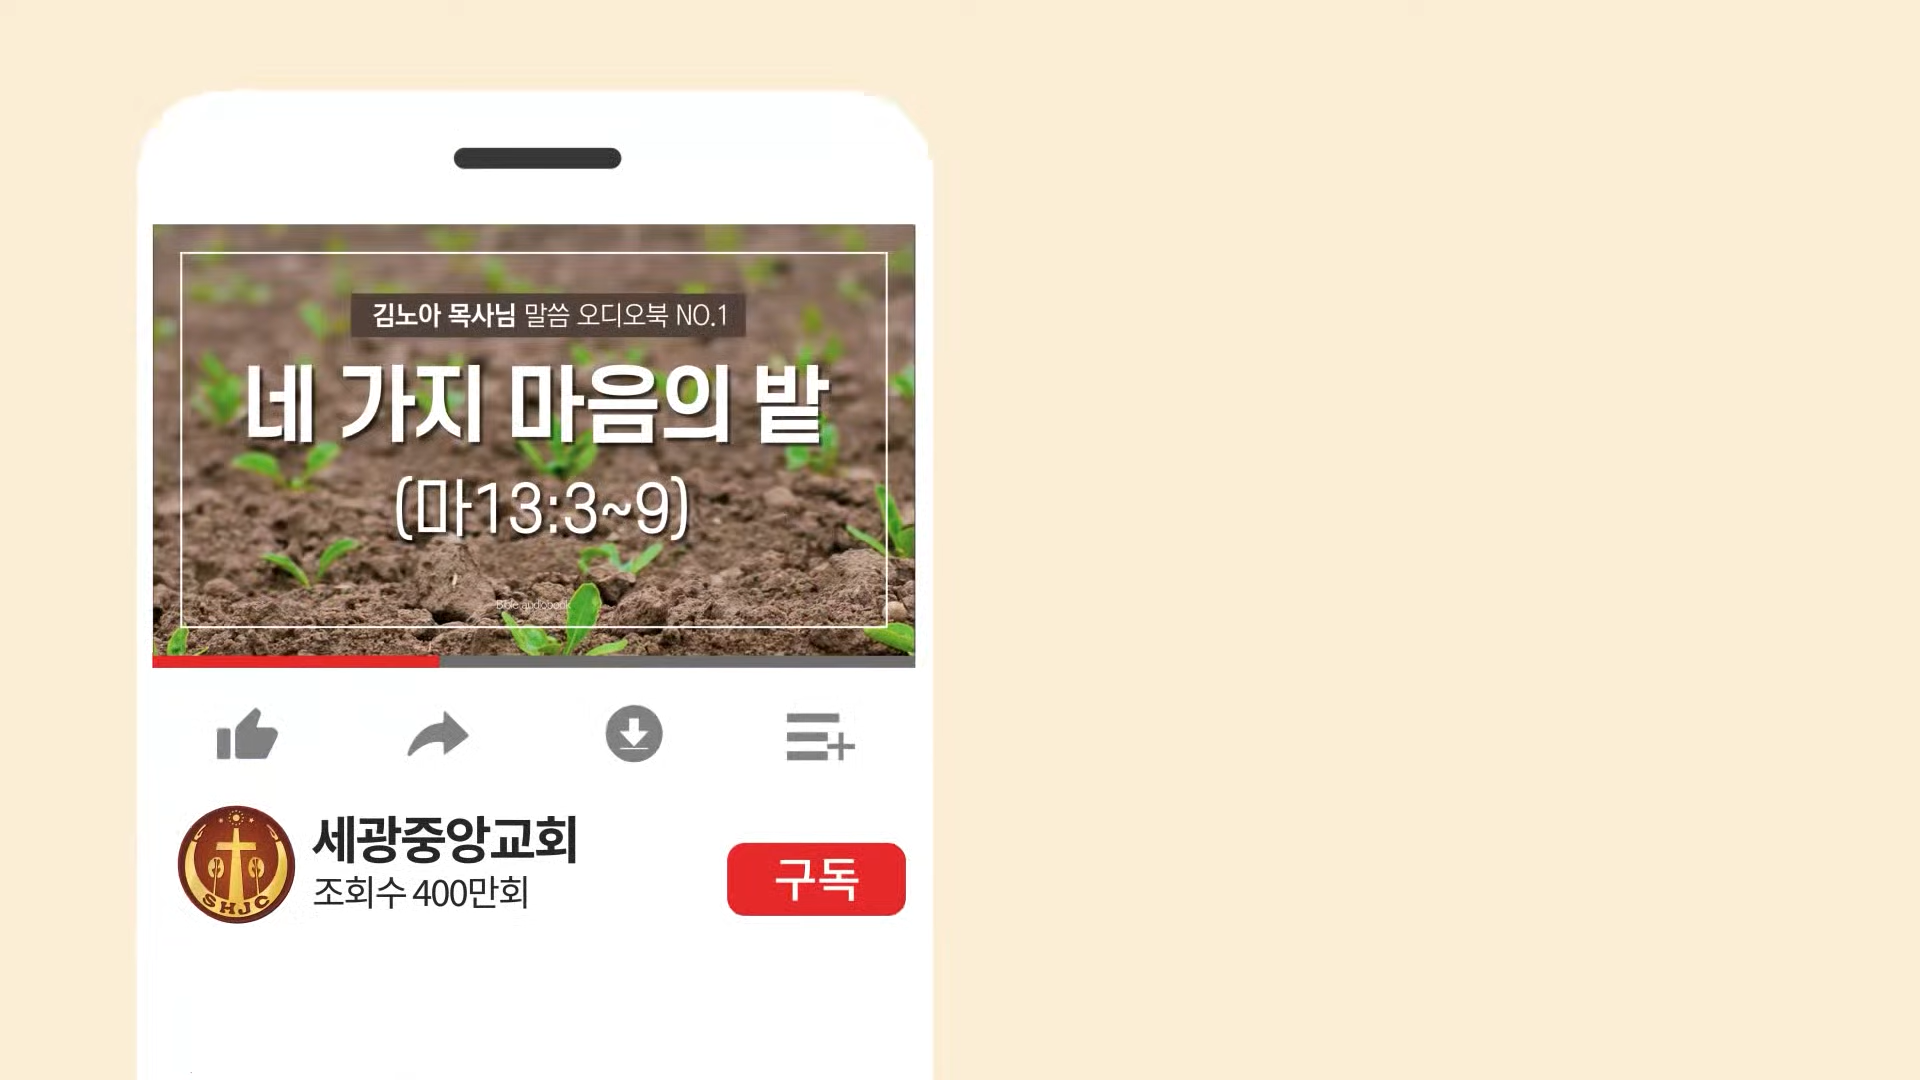 김노아 목사님 말씀 오디오북 NO.1
네 가지 마음의 밭
(마13:3~9)
Bible audiobook
SHJC
세광중앙교회
조회수 400만회
구독